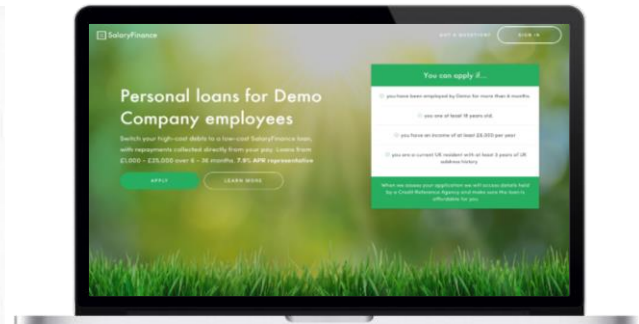 SalaryFinance
GOT A QUESTION?
SIGN IN
Personal loans for Demo
Company employees
Switch your high-cost debts to a low-cost SalaryFinance loan,
with repayments collected directly from your pay. Loans from
£1,000 – £25,000 over 6 – 36 months. 7.9% APR representative
APPLY
LEARN MORE
You can apply if...
you have been employed by Demo for more than 6 months
you are at least 18 years old
you have an income of at least per year
you are a current UK resident with at least 3 years of UK
address history
When we assess your application we will access details held
by a Credit Reference Agency and make sure the loan is
affordable for you